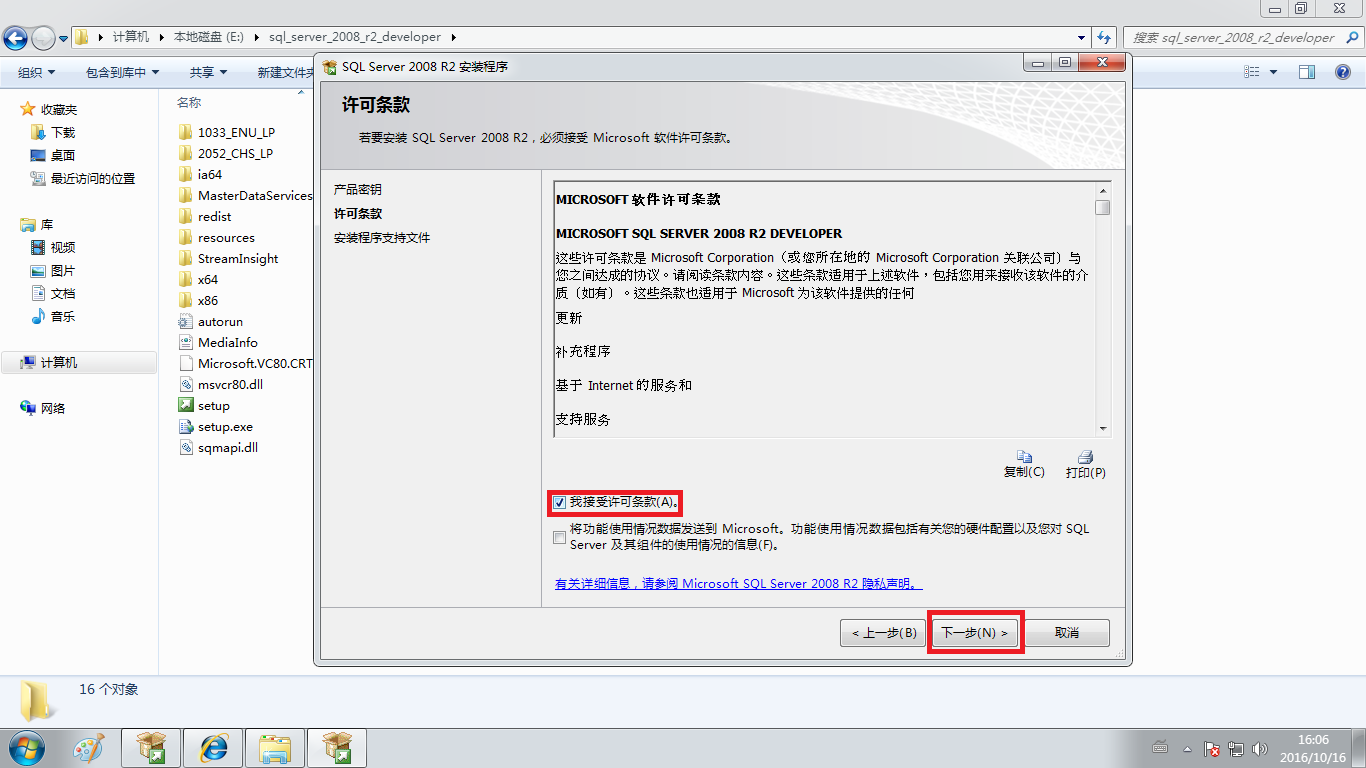 计算机 ▸ 本地磁盘 (E:) ▸ sql_server_2008_r2_developer ▸
搜索 sql_server_2008_r2_developer
组织 包含到库中 共享 新建文件夹
收藏夹
下载
桌面
最近访问的位置
库
视频
图片
文档
音乐
计算机
网络
名称
1033_ENU_LP
2052_CHS_LP
ia64
MasterDataServices
redist
resources
StreamInsight
x64
x86
autorun
MediaInfo
Microsoft.VC80.CRT
msvcr80.dll
setup
setup.exe
sqmapi.dll
SQL Server 2008 R2 安装程序
许可条款
若要安装 SQL Server 2008 R2，必须接受 Microsoft 软件许可条款。
产品密钥
许可条款
安装程序支持文件
MICROSOFT 软件许可条款
MICROSOFT SQL SERVER 2008 R2 DEVELOPER
这些许可条款是 Microsoft Corporation（或您所在地的 Microsoft Corporation 关联公司）与
您之间达成的协议。请阅读条款内容。这些条款适用于上述软件，包括您用来接收该软件的介
质（如有）。这些条款也适用于 Microsoft 为该软件提供的任何
更新
补充程序
基于 Internet 的服务和
支持服务
复制(C) 打印(P)
我接受许可条款(A)。
将功能使用情况数据发送到 Microsoft。功能使用情况数据包括有关您的硬件配置以及您对 SQL
Server 及其组件的使用情况的信息(F)。
有关详细信息，请参阅 Microsoft SQL Server 2008 R2 隐私声明。
< 上一步(B) 下一步(N) > 取消
16 个对象
16:06
2016/10/16